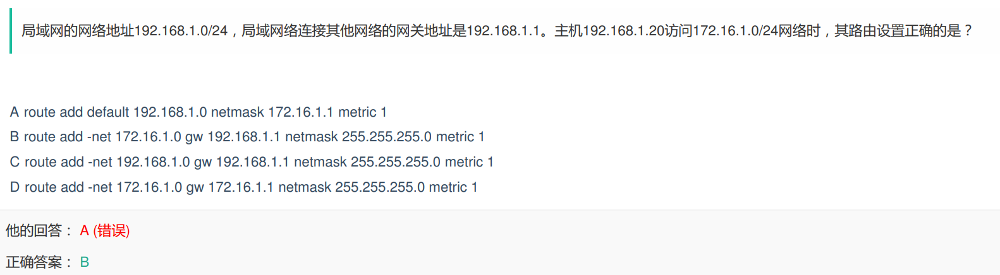 局域网的网络地址192.168.1.0/24，局域网络连接其他网络的网关地址是192.168.1.1。主机192.168.1.20访问172.16.1.0/24网络时，其路由设置正确的是？
A route add default 192.168.1.0 netmask 172.16.1.1 metric 1
B route add -net 172.16.1.0 gw 192.168.1.1 netmask 255.255.255.0 metric 1
C route add -net 192.168.1.0 gw 192.168.1.1 netmask 255.255.255.0 metric 1
D route add -net 172.16.1.0 gw 172.16.1.1 netmask 255.255.255.0 metric 1
他的回答： A (错误)
正确答案： B